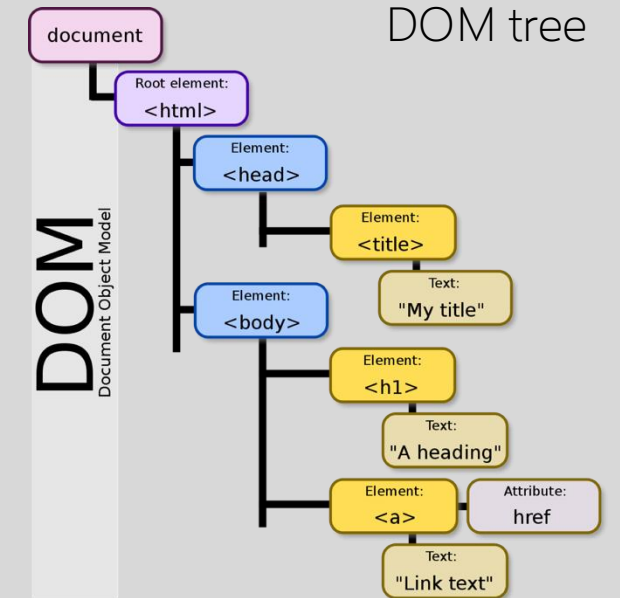 DOM tree
document
Root element:
<html>
Element:
<head>
Element:
<title>
Text:
"My title"
Element:
<body>
Element:
<h1>
Text:
"A heading"
Element:
<a>
Attribute:
href
Text:
"Link text"
DOM
Document Object Model